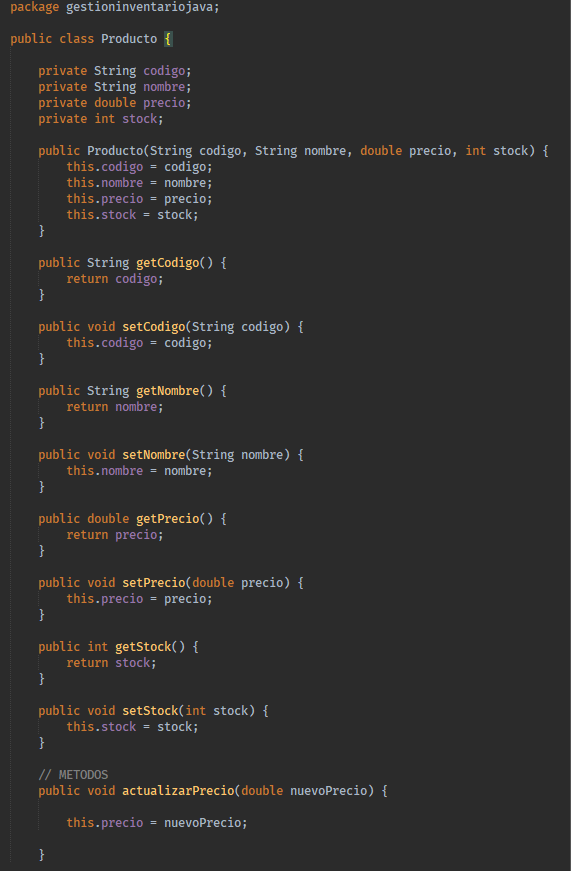 package gestioninventariojava;
public class Producto {
private String codigo;
private String nombre;
private double precio;
private int stock;
public Producto(String codigo, String nombre, double precio, int stock) {
this.codigo = codigo;
this.nombre = nombre;
this.precio = precio;
this.stock = stock;
}
public String getCodigo() {
return codigo;
}
public void setCodigo(String codigo) {
this.codigo = codigo;
}
public String getNombre() {
return nombre;
}
public void setNombre(String nombre) {
this.nombre = nombre;
}
public double getPrecio() {
return precio;
}
public void setPrecio(double precio) {
this.precio = precio;
}
public int getStock() {
return stock;
}
public void setStock(int stock) {
this.stock = stock;
}
// METODOS
public void actualizarPrecio(double nuevoPrecio) {
this.precio = nuevoPrecio;
}